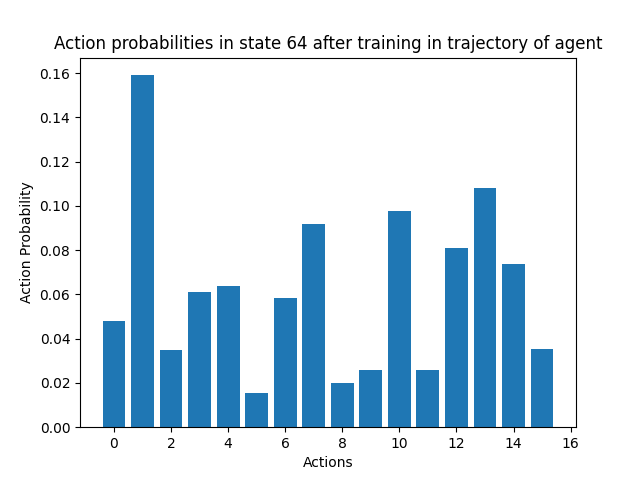 Action probabilities in state 64 after training in trajectory of agent
0.16
0.14
0.12
0.10
0.08
0.06
0.04
0.02
0.00
Action Probability
0 2 4 6 8 10 12 14 16
Actions